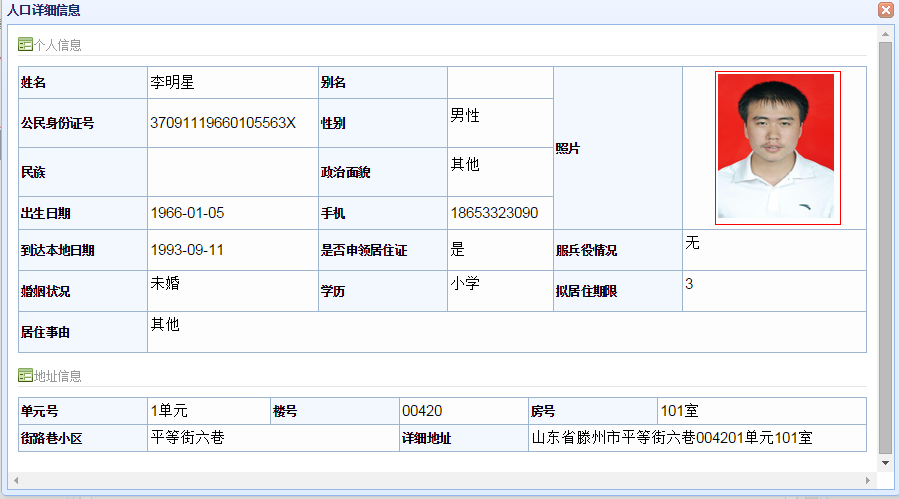 人口详细信息
个人信息
姓名 李明星 别名
公民身份证号 37091119660105563X 性别 男性 照片
民族 政治面貌 其他
出生日期 1966-01-05 手机 18653323090
到达本地日期 1993-09-11 是否申领居住证 是 服兵役情况 无
婚姻状况 未婚 学历 小学 拟居住期限 3
居住事由 其他
地址信息
单元号 1单元 楼号 00420 房号 101室
街路巷小区 平等街六巷 详细地址 山东省滕州市平等街六巷004201单元101室